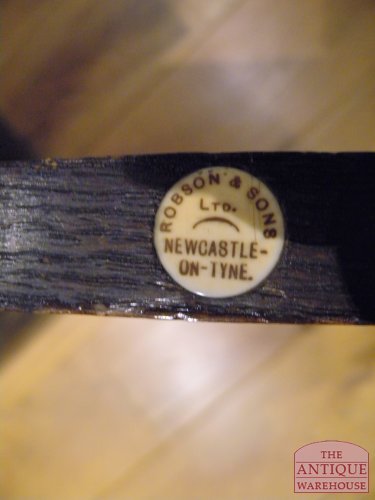 ROBSON & SONS
LTD.
NEWCASTLE-
ON-TYNE.
THE
ANTIQUE
WAREHOUSE